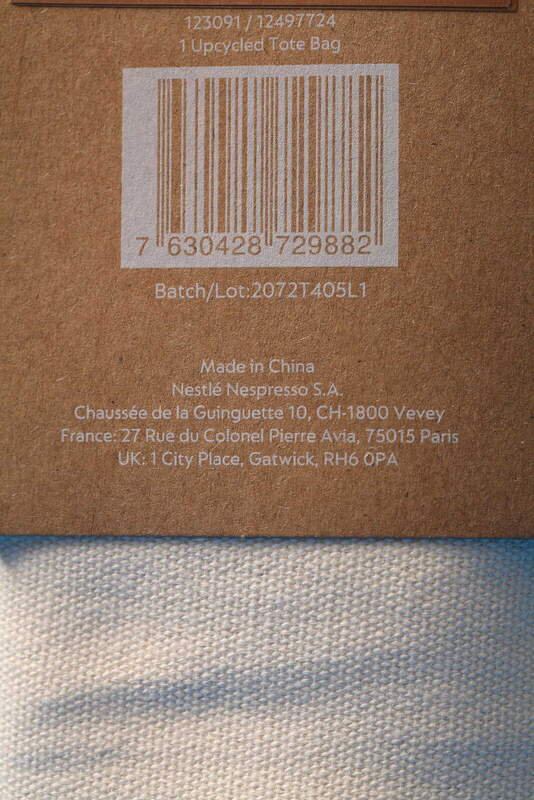 123091 / 12497724
1 Upcycled Tote Bag
7 630428 729882
Batch/Lot:2072T405L1
Made in China
Nestlé Nespresso S.A.
Chaussée de la Guinguette 10, CH-1800 Vevey
France: 27 Rue du Colonel Pierre Avia, 75015 Paris
UK: 1 City Place, Gatwick, RH6 0PA